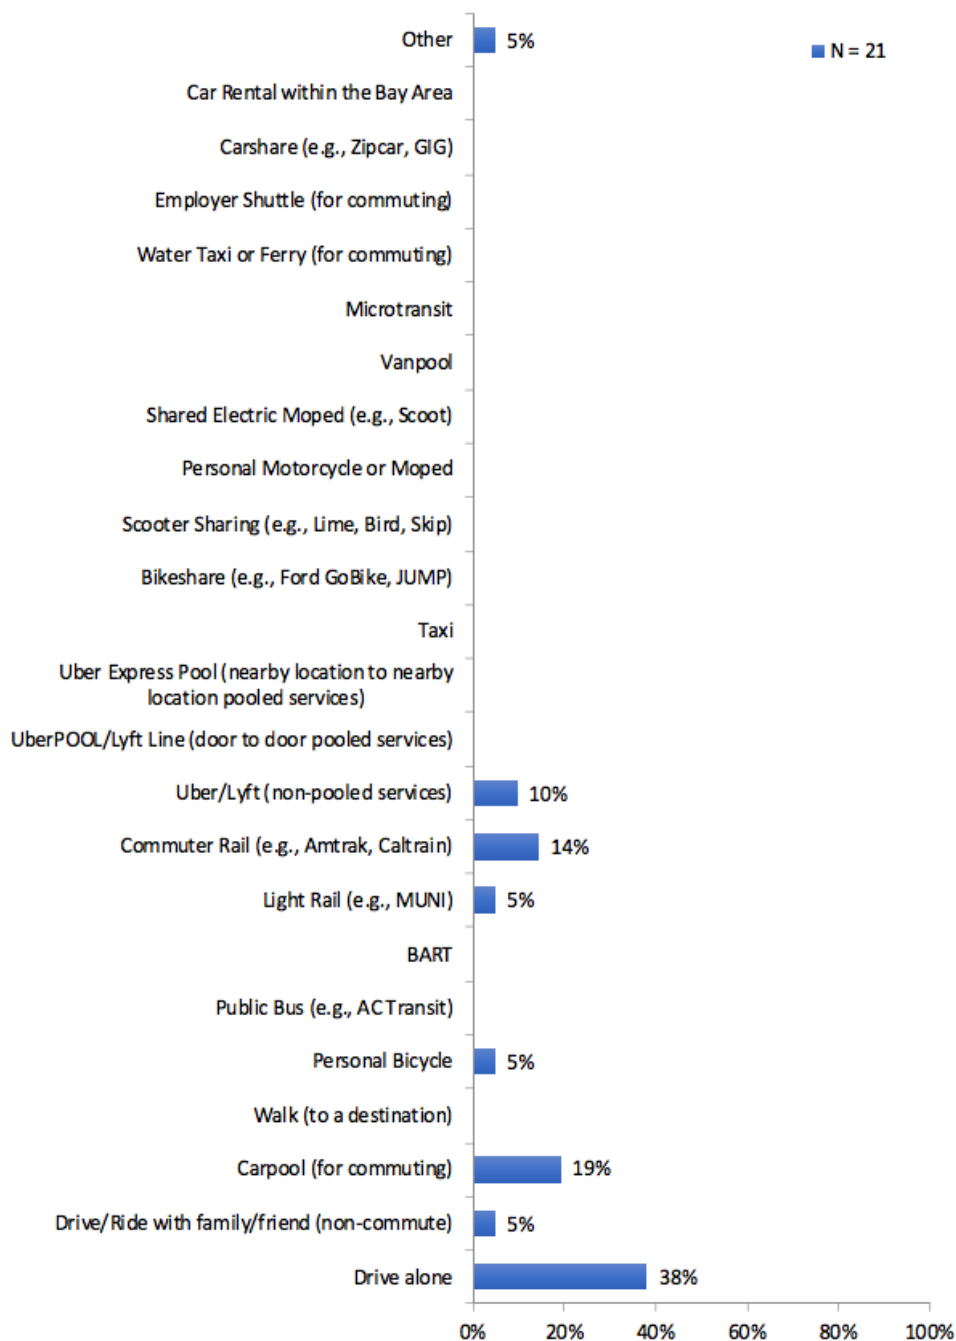 Other 5%
N = 21
Car Rental within the Bay Area
Carshare (e.g., Zipcar, GIG)
Employer Shuttle (for commuting)
Water Taxi or Ferry (for commuting)
Microtransit
Vanpool
Shared Electric Moped (e.g., Scoot)
Personal Motorcycle or Moped
Scooter Sharing (e.g., Lime, Bird, Skip)
Bikeshare (e.g., Ford GoBike, JUMP)
Taxi
Uber Express Pool (nearby location to nearby
location pooled services)
UberPOOL/Lyft Line (door to door pooled services)
Uber/Lyft (non-pooled services) 10%
Commuter Rail (e.g., Amtrak, Caltrain) 14%
Light Rail (e.g., MUNI) 5%
BART
Public Bus (e.g., AC Transit)
Personal Bicycle 5%
Walk (to a destination)
Carpool (for commuting) 19%
Drive/Ride with family/friend (non-commute) 5%
Drive alone 38%
0% 20% 40% 60% 80% 100%